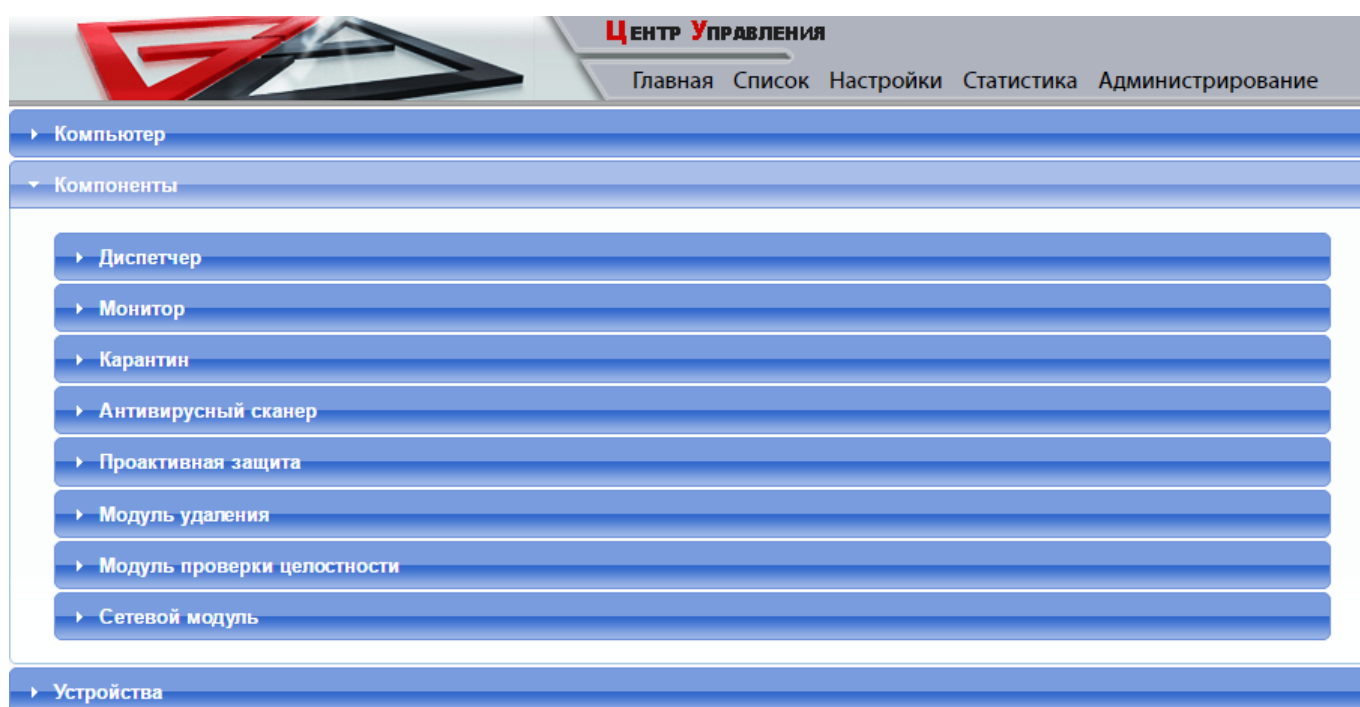 Центр Управления
Главная Список Настройки Статистика Администрирование
Компьютер
Компоненты
Диспетчер
Монитор
Карантин
Антивирусный сканер
Проактивная защита
Модуль удаления
Модуль проверки целостности
Сетевой модуль
Устройства